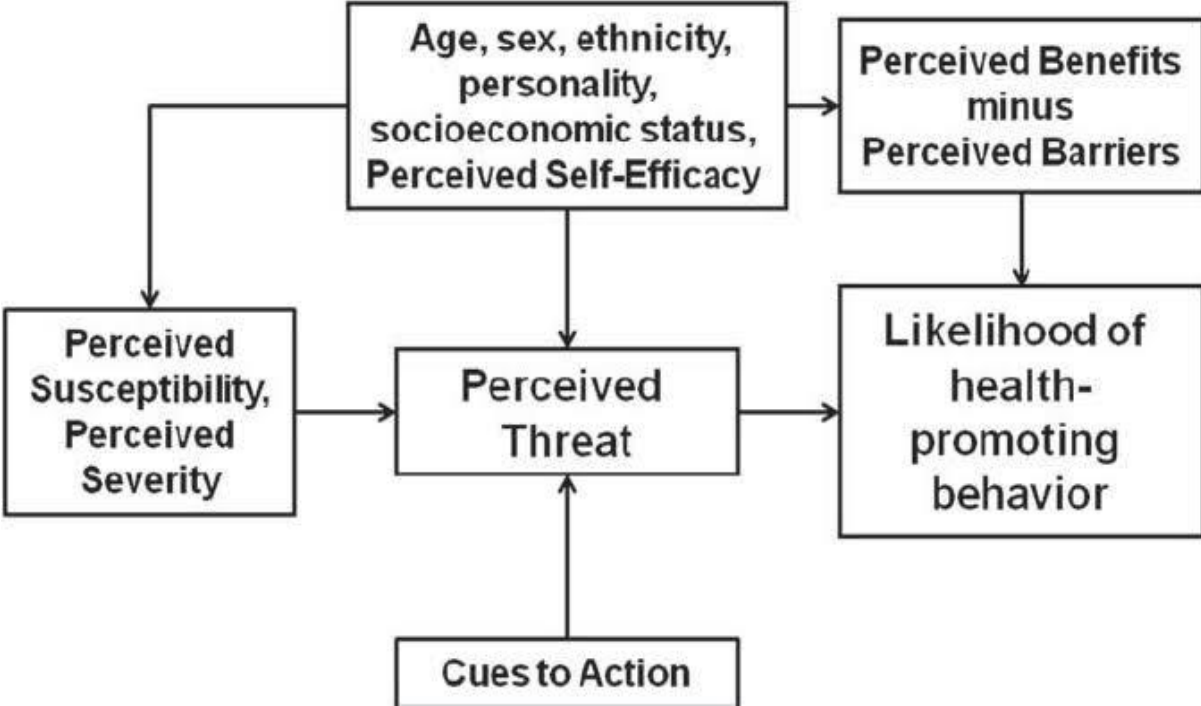 Age, sex, ethnicity,
personality,
socioeconomic status,
Perceived Self-Efficacy
Perceived Benefits
minus
Perceived Barriers
Perceived
Susceptibility,
Perceived
Severity
Perceived
Threat
Likelihood of
health-
promoting
behavior
Cues to Action